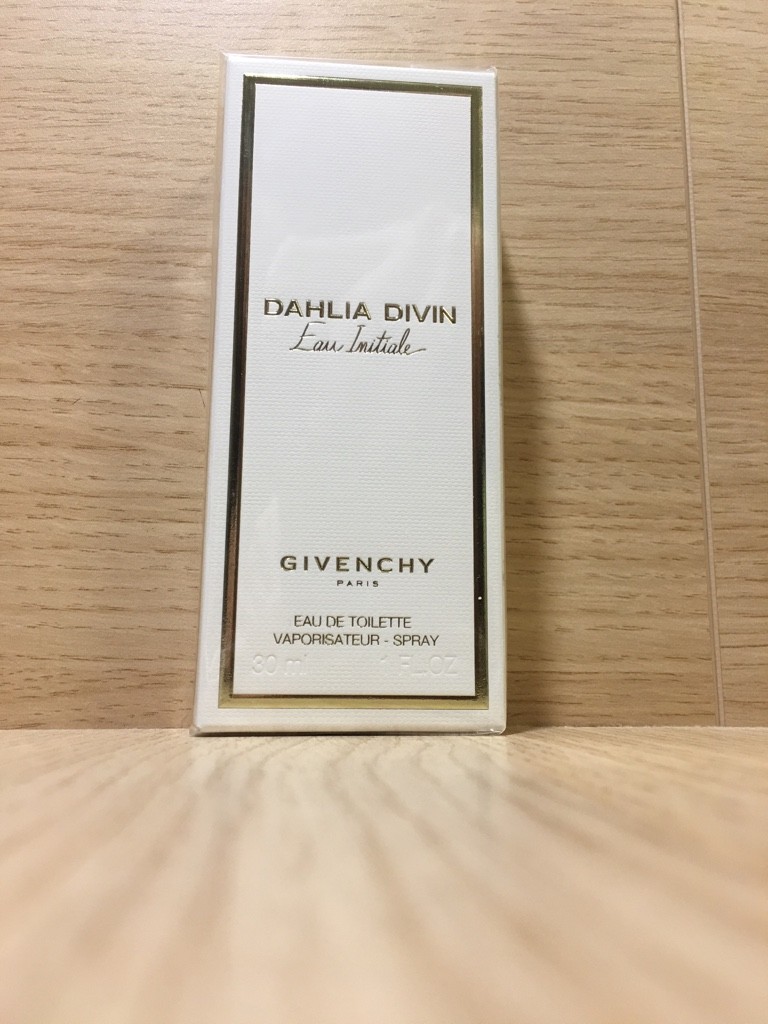 DAHLIA DIVIN
Eau Initiale
GIVENCHY
PARIS
EAU DE TOILETTE
VAPORISATEUR - SPRAY
30 ml 1 FL.OZ